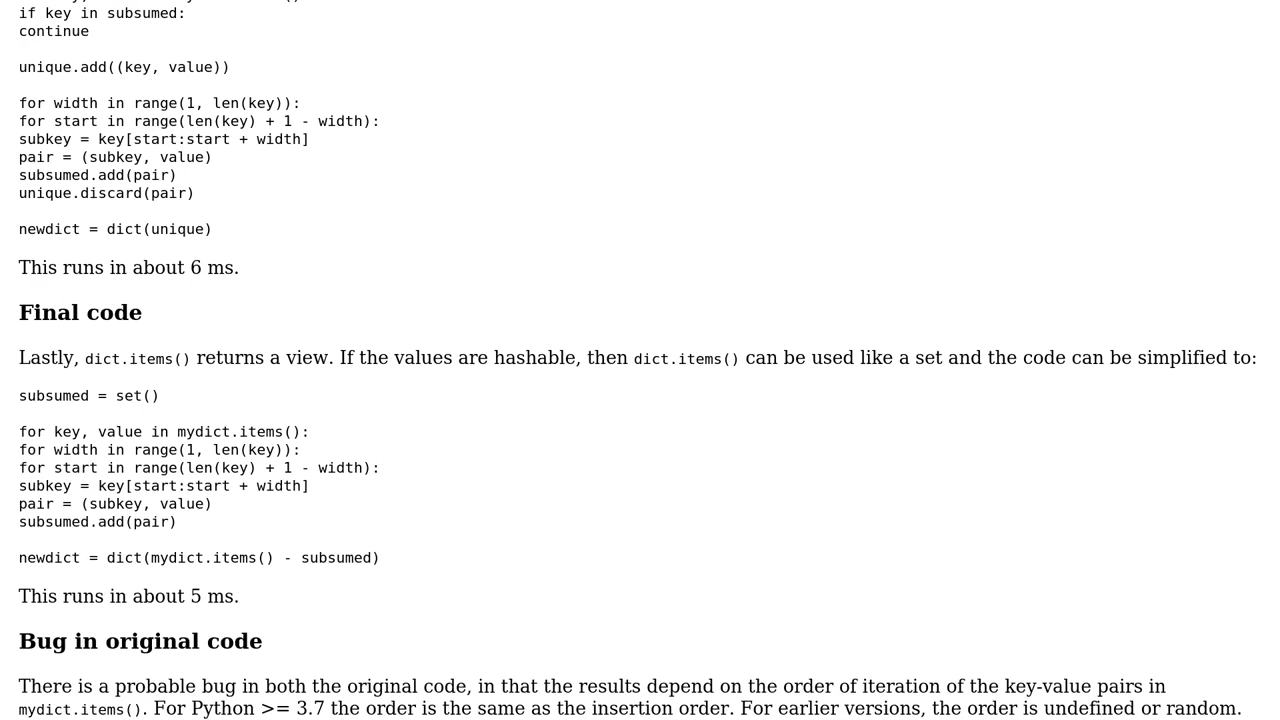 if key in subsumed:
continue
unique.add((key, value))
for width in range(1, len(key)):
for start in range(len(key) + 1 - width):
subkey = key[start:start + width]
pair = (subkey, value)
subsumed.add(pair)
unique.discard(pair)
newdict = dict(unique)
This runs in about 6 ms.
Final code
Lastly, dict.items() returns a view. If the values are hashable, then dict.items() can be used like a set and the code can be simplified to:
subsumed = set()
for key, value in mydict.items():
for width in range(1, len(key)):
for start in range(len(key) + 1 - width):
subkey = key[start:start + width]
pair = (subkey, value)
subsumed.add(pair)
newdict = dict(mydict.items() - subsumed)
This runs in about 5 ms.
Bug in original code
There is a probable bug in both the original code, in that the results depend on the order of iteration of the key-value pairs in
mydict.items(). For Python >= 3.7 the order is the same as the insertion order. For earlier versions, the order is undefined or random.